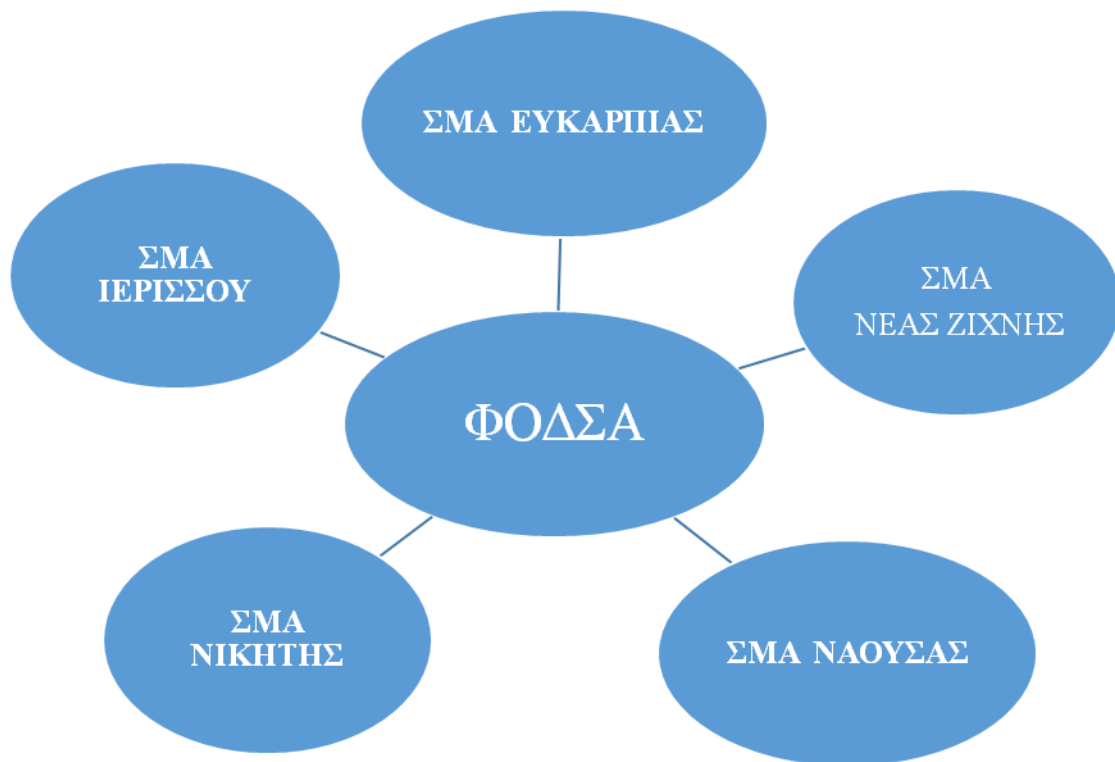 ΣΜΑ ΕΥΚΑΡΠΙΑΣ
ΣΜΑ
ΙΕΡΙΣΣΟΥ
ΣΜΑ
ΝΕΑΣ ΖΙΧΝΗΣ
ΦΟΔΣΑ
ΣΜΑ
ΝΙΚΗΤΗΣ
ΣΜΑ ΝΑΟΥΣΑΣ